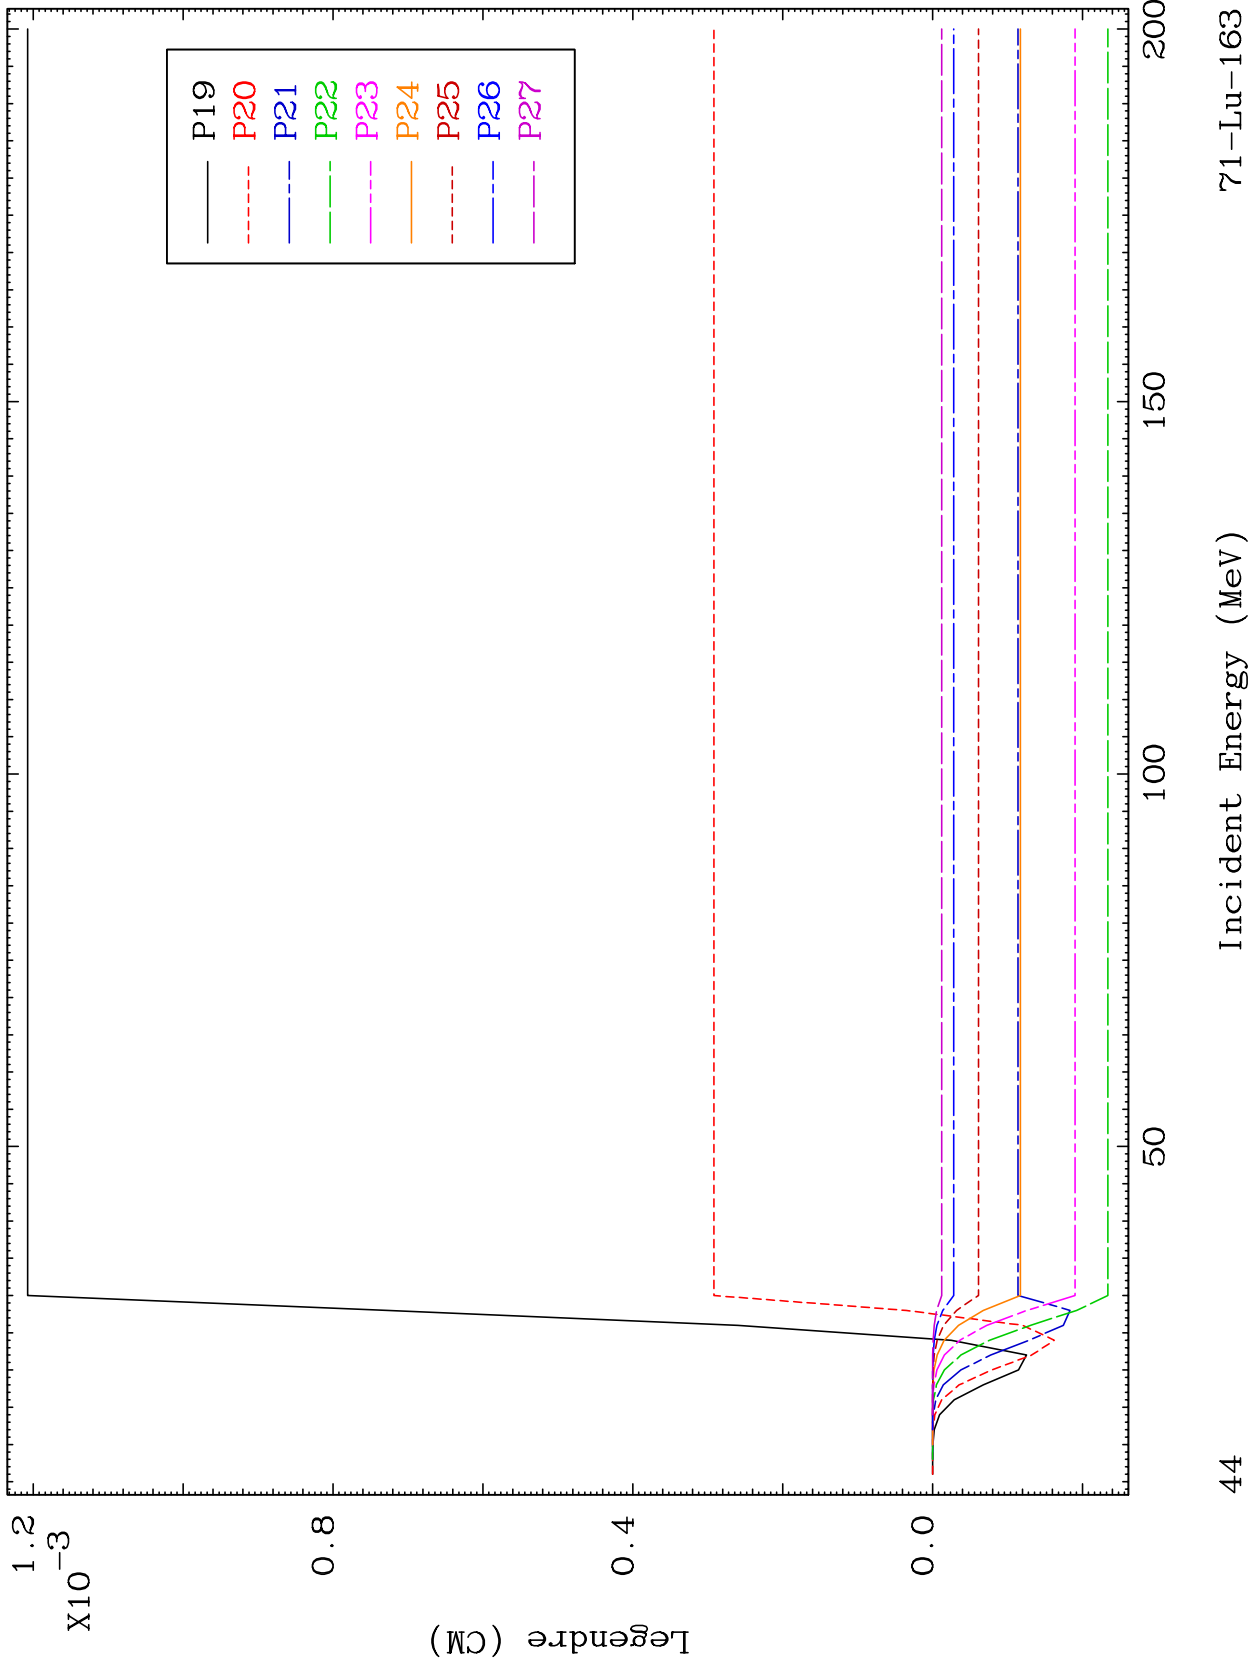 1.2
X10
-3
0.8
0.4
0.0
Legendre (CM)
P19
P20
P21
P22
P23
P24
P25
P26
P27
50
100
150
200
Incident Energy (MeV)
44
71-Lu-163